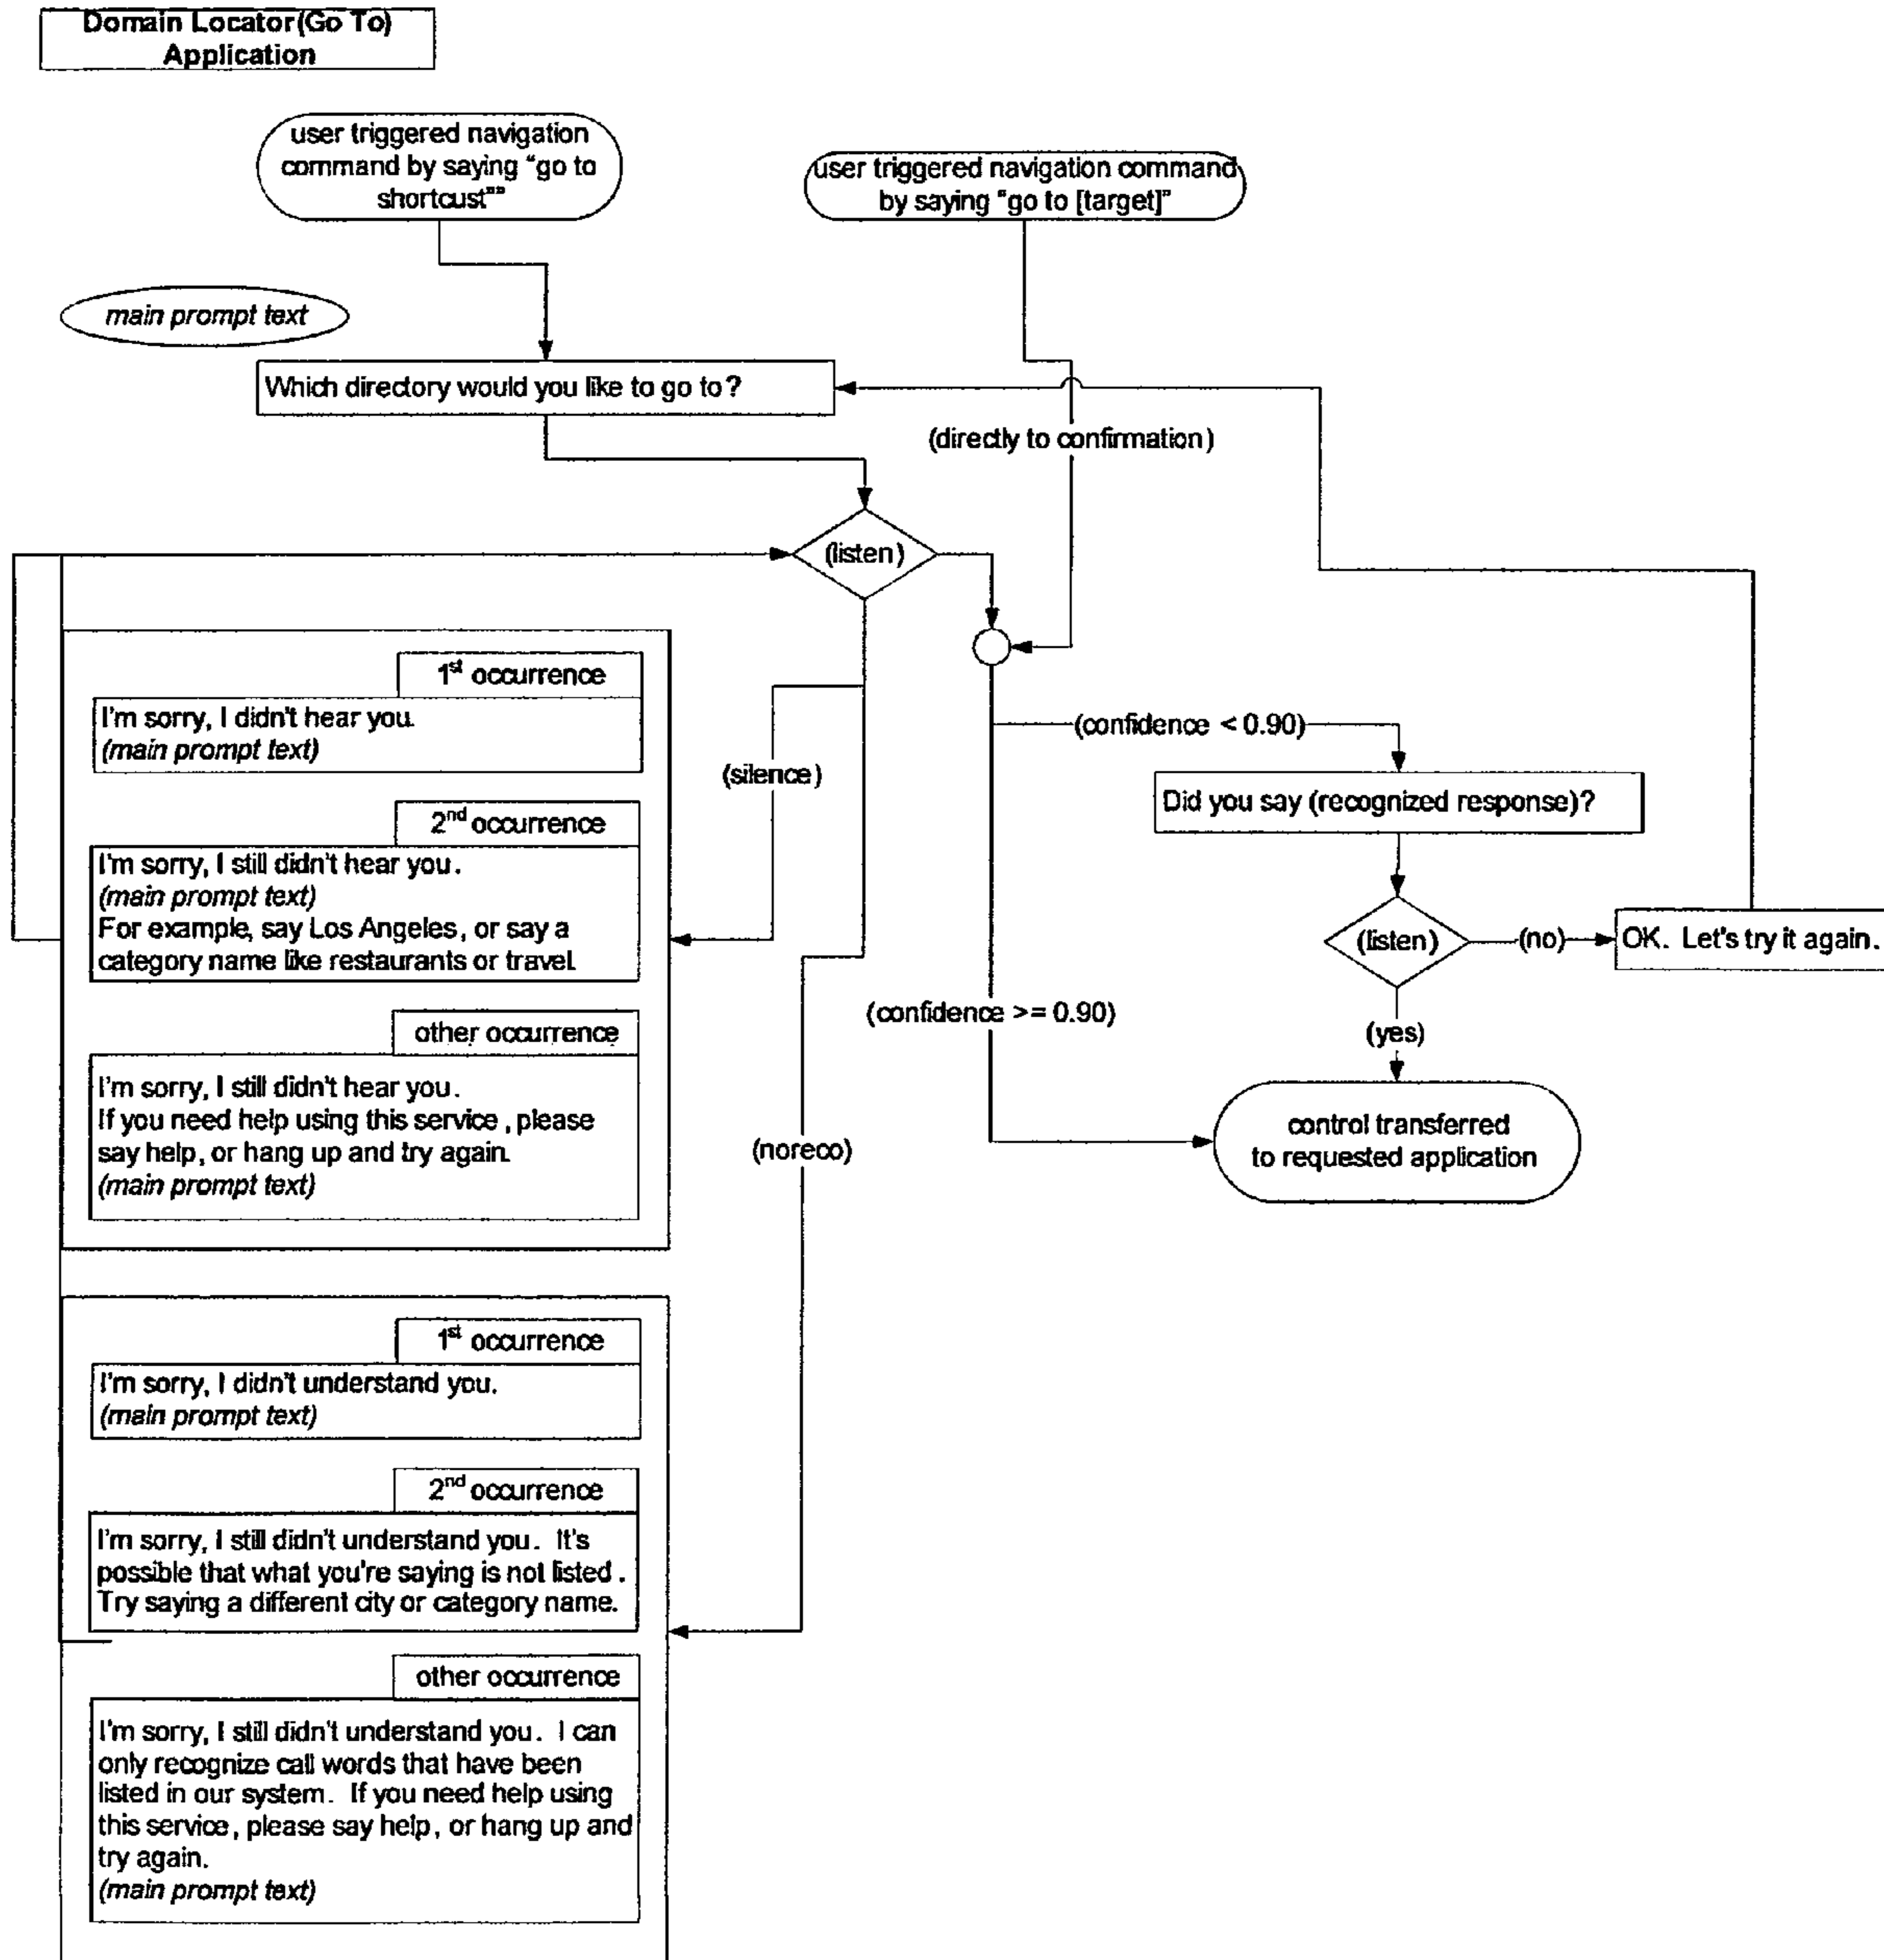 Domain Locator(Go To)
Application
user triggered navigation
command by saying "go to
shortcust""
user triggered navigation command
by saying "go to [target]"
main prompt text
Which directory would you like to go to?
(directly to confirmation)
(listen)
1st occurrence
I'm sorry, I didn't hear you.
(main prompt text)
(silence)
(confidence < 0.90)
Did you say (recognized response)?
2nd occurrence
I'm sorry, I still didn't hear you.
(main prompt text)
For example, say Los Angeles, or say a
category name like restaurants or travel.
(listen)
(no)
OK. Let's try it again.
(confidence >= 0.90)
(yes)
other occurrence
I'm sorry, I still didn't hear you.
If you need help using this service, please
say help, or hang up and try again.
(main prompt text)
(noreco)
control transferred
to requested application
1st occurrence
I'm sorry, I didn't understand you.
(main prompt text)
2nd occurrence
I'm sorry, I still didn't understand you. It's
possible that what you're saying is not listed.
Try saying a different city or category name.
other occurrence
I'm sorry, I still didn't understand you. I can
only recognize call words that have been
listed in our system. If you need help using
this service, please say help, or hang up and
try again.
(main prompt text)